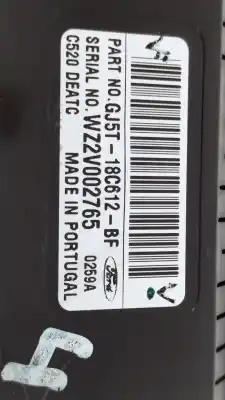 PART NO. GJ5T-18C612-BF
SERIAL NO. WZ2V002765
C520 DEATC
0259A
MADE IN PORTUGAL
Ford